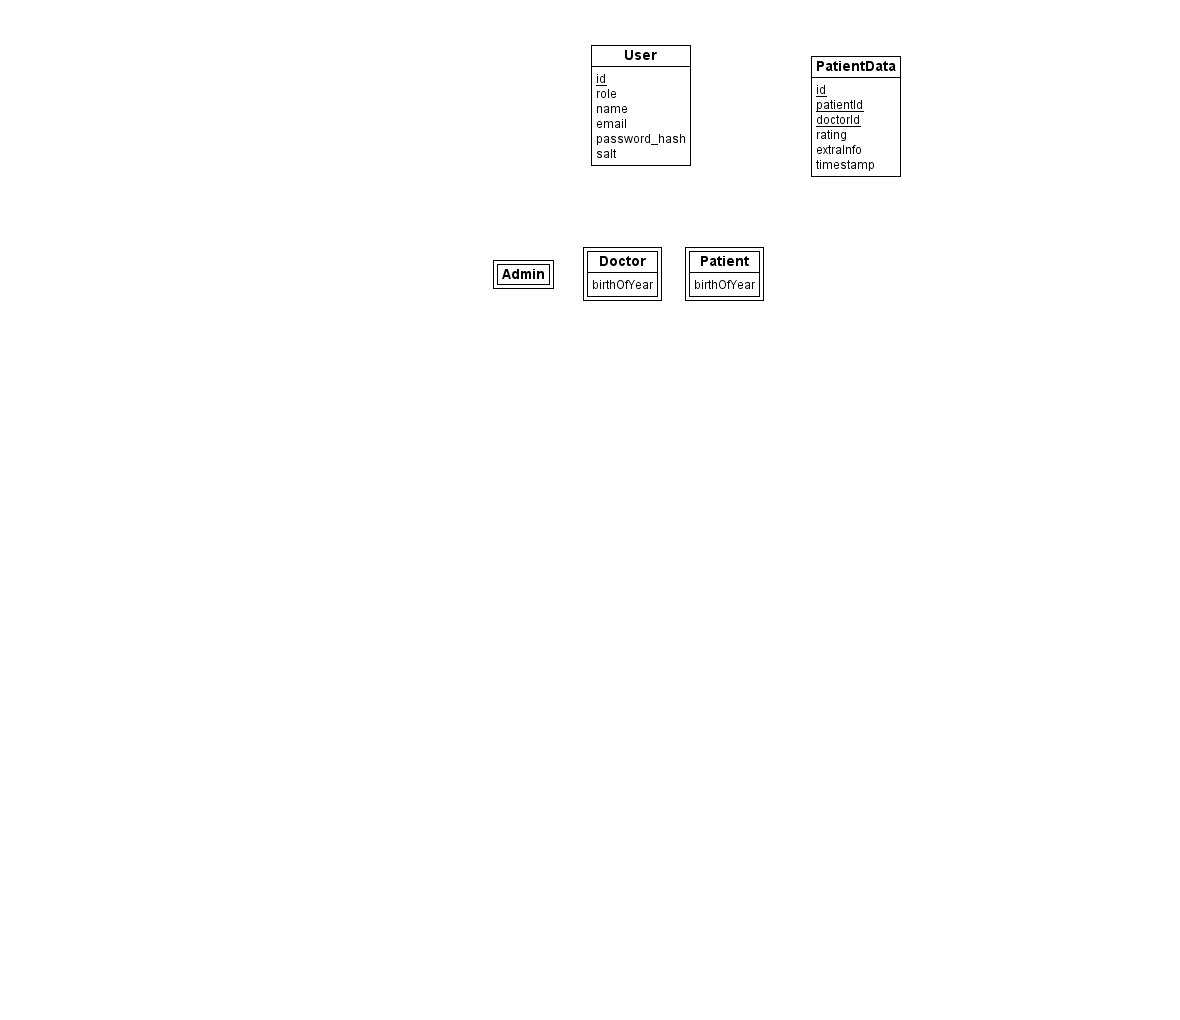 User
id
role
name
email
password_hash
salt
PatientData
id
patientId
doctorId
rating
extraInfo
timestamp
Admin
Doctor
birthOfYear
Patient
birthOfYear